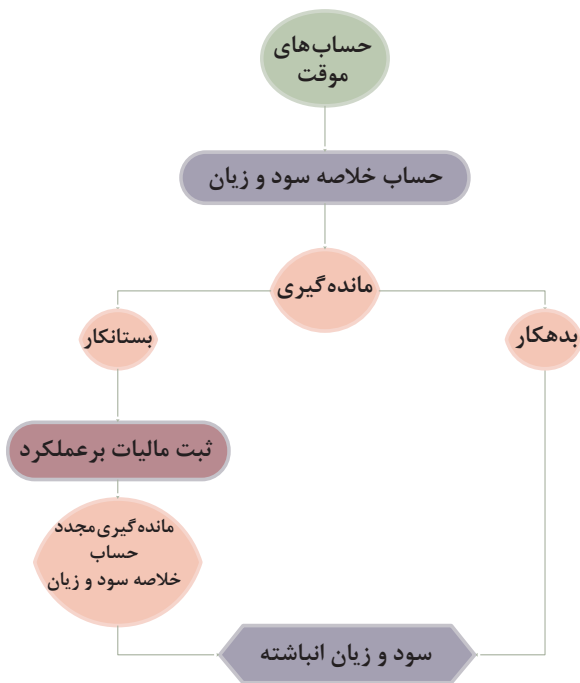 حساب‌های
موقت
حساب خلاصه سود و زیان
مانده‌گیری
بدهکار
بستانکار
ثبت مالیات برعملکرد
مانده‌گیری‌مجدد
حساب
خلاصه سود و زیان
سود و زیان انباشته